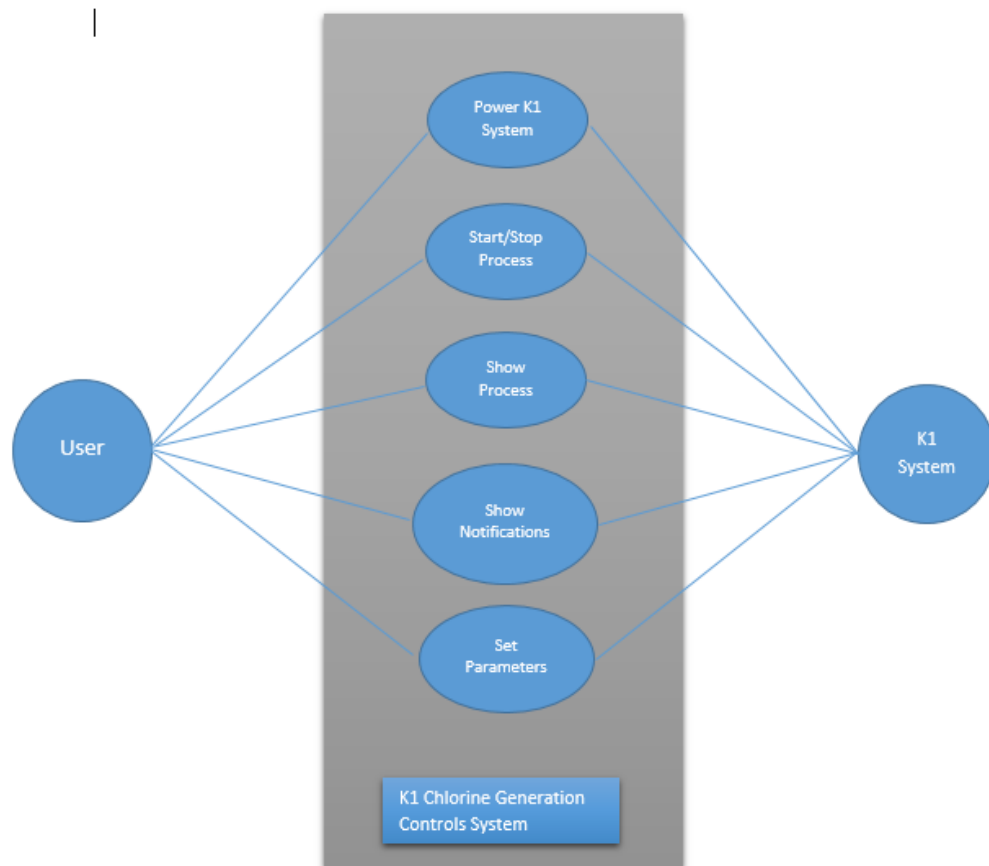 Power K1
System
Start/Stop
Process
Show
Process
User
K1
System
Show
Notifications
Set
Parameters
K1 Chlorine Generation
Controls System